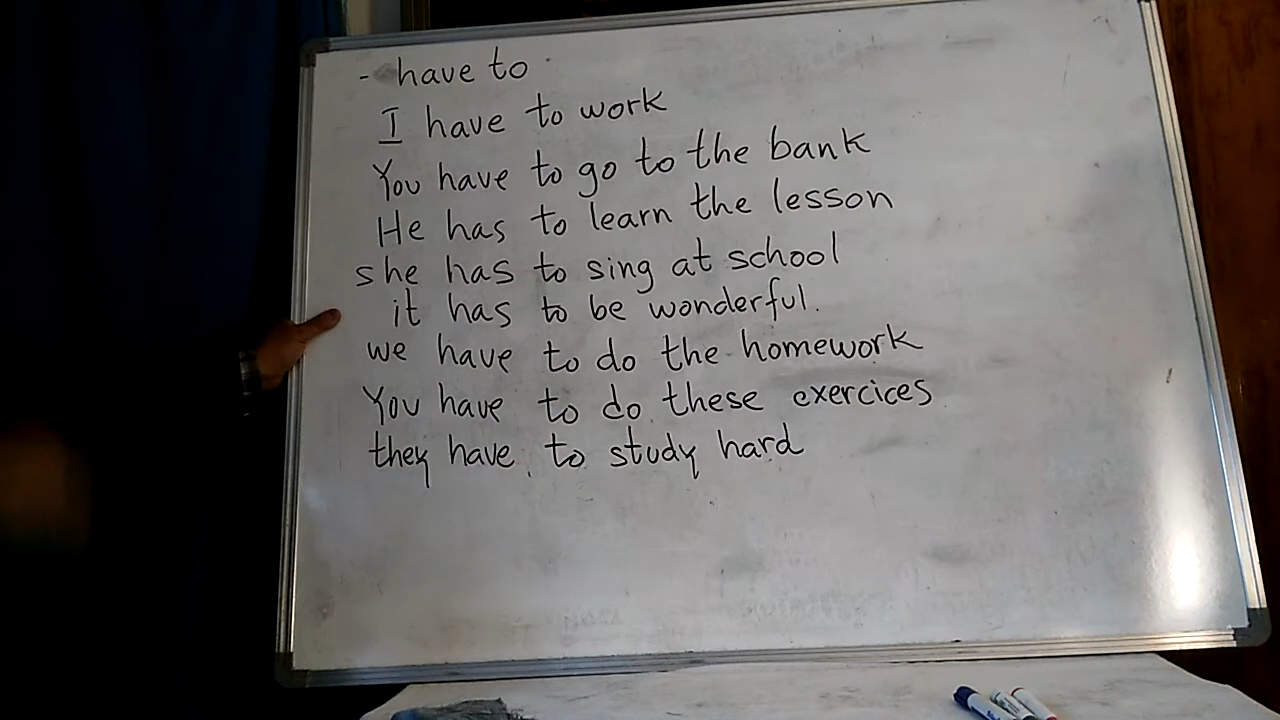 - have to
I have to work
You have to go to the bank
He has to learn the lesson
she has to sing at school
it has to be wonderful.
we have to do the homework
You have to do these exercices
they have to study hard